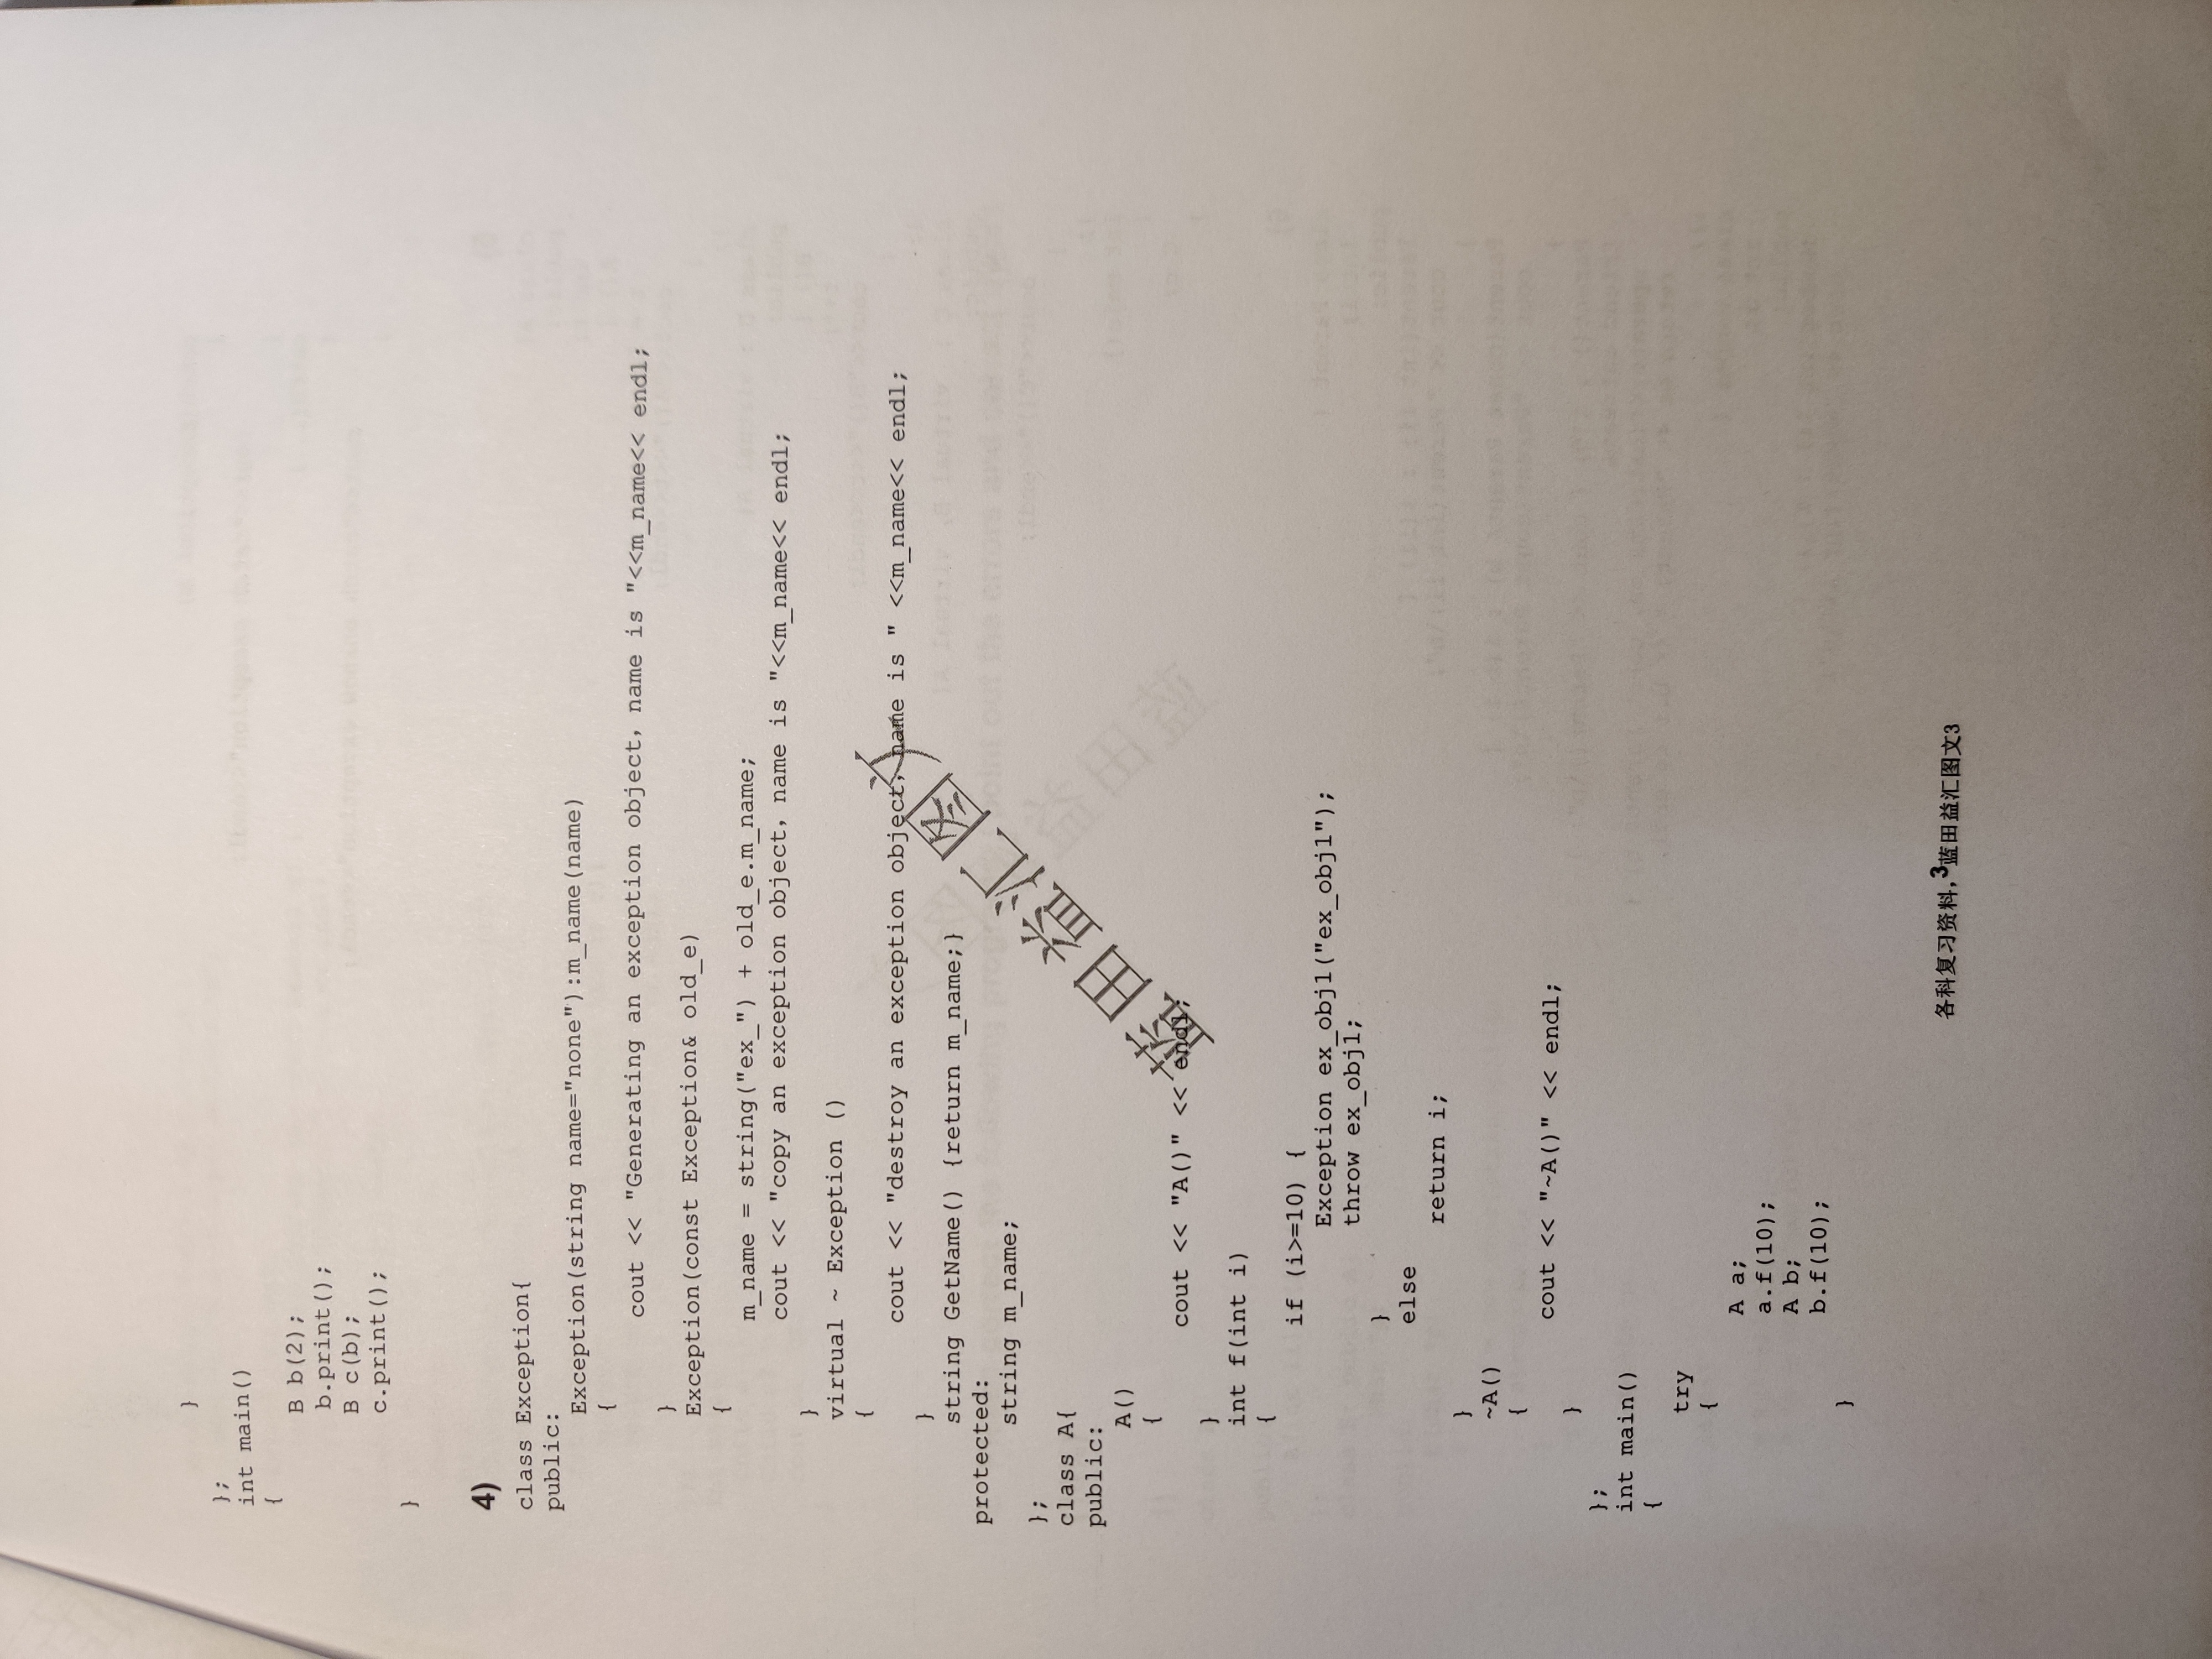 }
};
int main()
{
B b(2);
b.print();
B c(b);
c.print();
}
4)
class Exception{
public:
Exception(string name="none"):m_name(name)
{
cout << "Generating an exception object, name is "<<m_name<< endl;
}
Exception(const Exception& old_e)
{
m_name = string("ex_") + old_e.m_name;
cout << "copy an exception object, name is "<<m_name<< endl;
}
virtual ~ Exception ()
{
cout << "destroy an exception object, name is " <<m_name<< endl;
}
string GetName() {return m_name;}
protected:
string m_name;
};
class A{
public:
A()
{
cout << "A()" << endl;
}
int f(int i)
{
if (i>=10) {
Exception ex_obj1("ex_obj1");
throw ex_obj1;
}
else
return i;
}
~A()
{
cout << "~A()" << endl;
}
};
int main()
{
try
{
A a;
a.f(10);
A b;
b.f(10);
}
蓝田益汇图文
各科复习资料,3蓝田益汇图文3